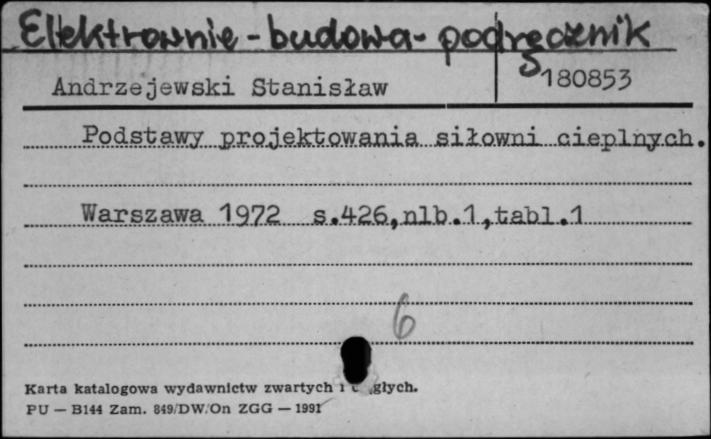 Elektrownie - budowa - podręcznik
Andrzejewski Stanisław
S 180853
Podstawy projektowania siłowni cieplnych.
Warszawa 1972 s.426,nlb.1,tabl.1
6
Karta katalogowa wydawnictw zwartych i głych.
PU — B144 Zam. 849/DW/On ZGG — 1991